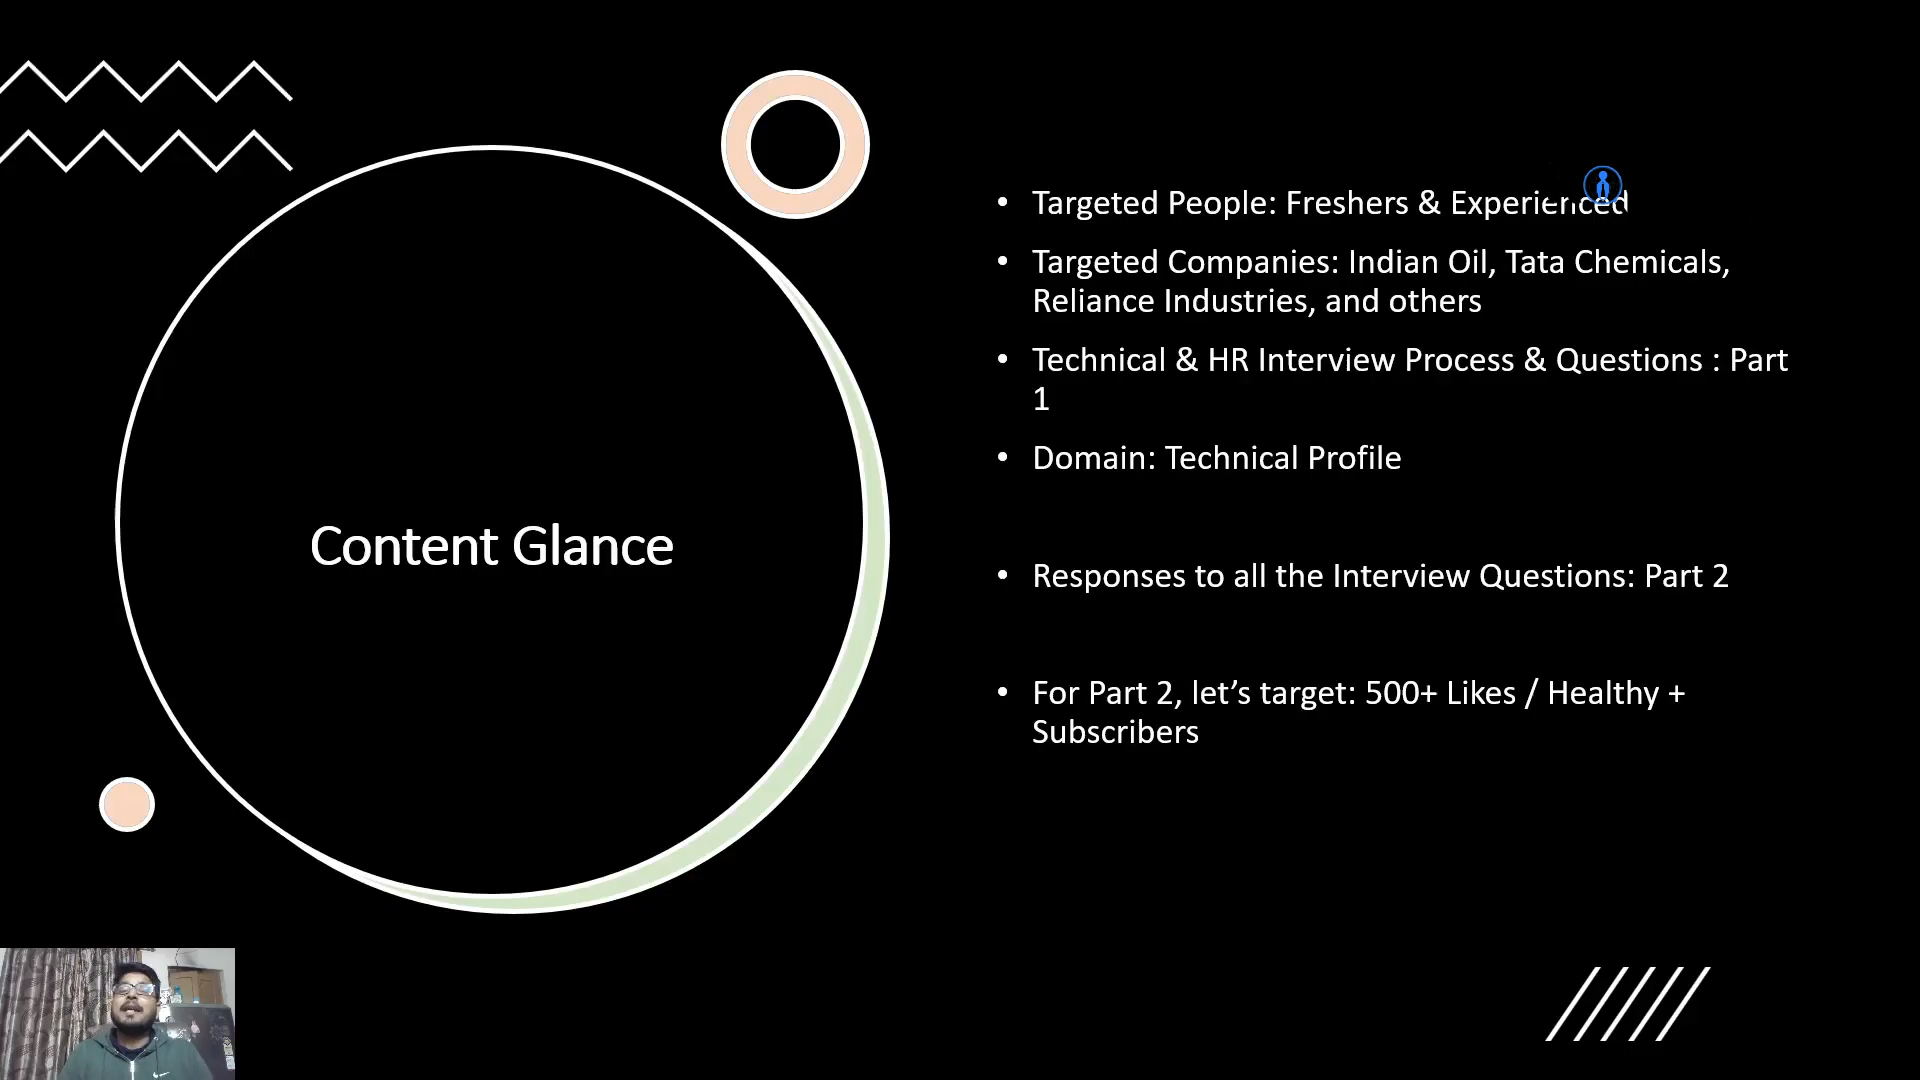 Content Glance
• Targeted People: Freshers & Experienced
• Targeted Companies: Indian Oil, Tata Chemicals,
Reliance Industries, and others
• Technical & HR Interview Process & Questions : Part
1
• Domain: Technical Profile
• Responses to all the Interview Questions: Part 2
• For Part 2, let’s target: 500+ Likes / Healthy +
Subscribers